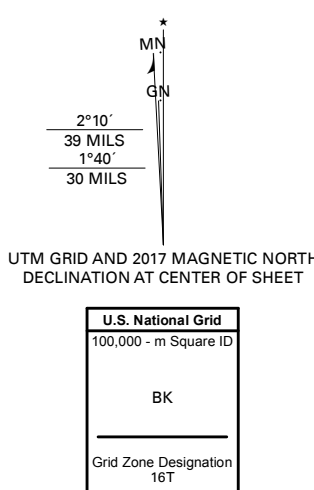 ★
MN
GN
2°10´
39 MILS
1°40´
30 MILS
UTM GRID AND 2017 MAGNETIC NORTH
DECLINATION AT CENTER OF SHEET
U.S. National Grid
100,000 - m Square ID
BK
Grid Zone Designation
16T